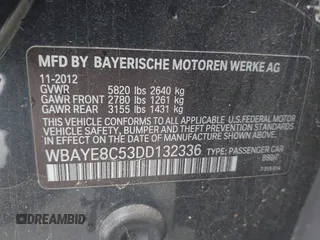 MFD BY BAYERISCHE MOTOREN WERKE AG
11-2012
GVWR 5820 lbs 2640 kg
GAWR FRONT 2780 lbs 1261 kg
GAWR REAR 3155 lbs 1431 kg
THIS VEHICLE CONFORMS TO ALL APPLICABLE U.S. FEDERAL MOTOR
VEHICLE SAFETY, BUMPER AND THEFT PREVENTION STANDARDS
IN EFFECT ON THE DATE OF MANUFACTURE SHOWN ABOVE.
WBAYE8C53DD132336 TYPE: PASSENGER CAR
DREAMBID